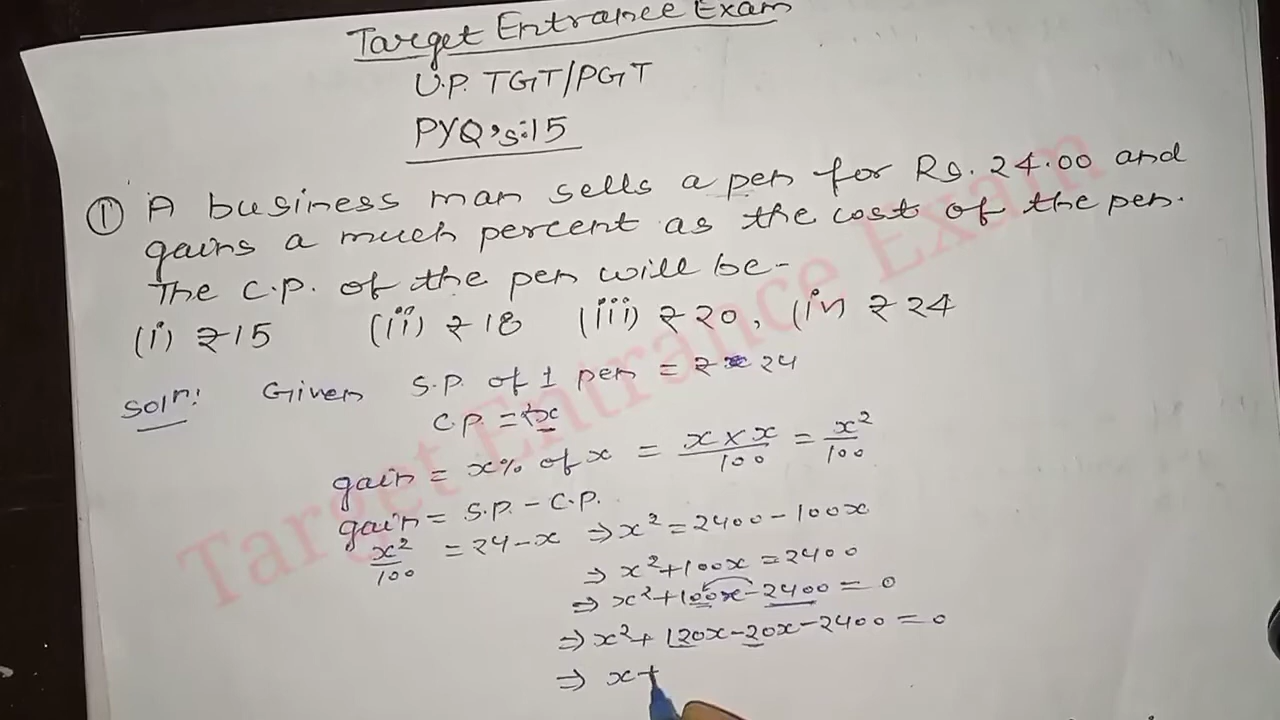 Target Entrance Exam
U.P. TGT/PGT
PYQ's:15
① A business man sells a pen for Rs. 24.00 and
gains a much percent as the cost of the pen.
The C.P. of the pen will be-
(i) ₹15 (ii) ₹18 (iii) ₹20, (iv) ₹24
Solⁿ: Given S.P. of 1 pen = ₹ 24
C.P. = ₹x
gain = x% of x = x×x/100 = x²/100
gain = S.P. - C.P.
x²/100 = 24-x ⇒ x² = 2400-100x
⇒ x²+100x = 2400
⇒ x²+100x-2400 = 0
⇒ x²+120x-20x-2400 = 0
⇒ x+
Target Entrance Exam